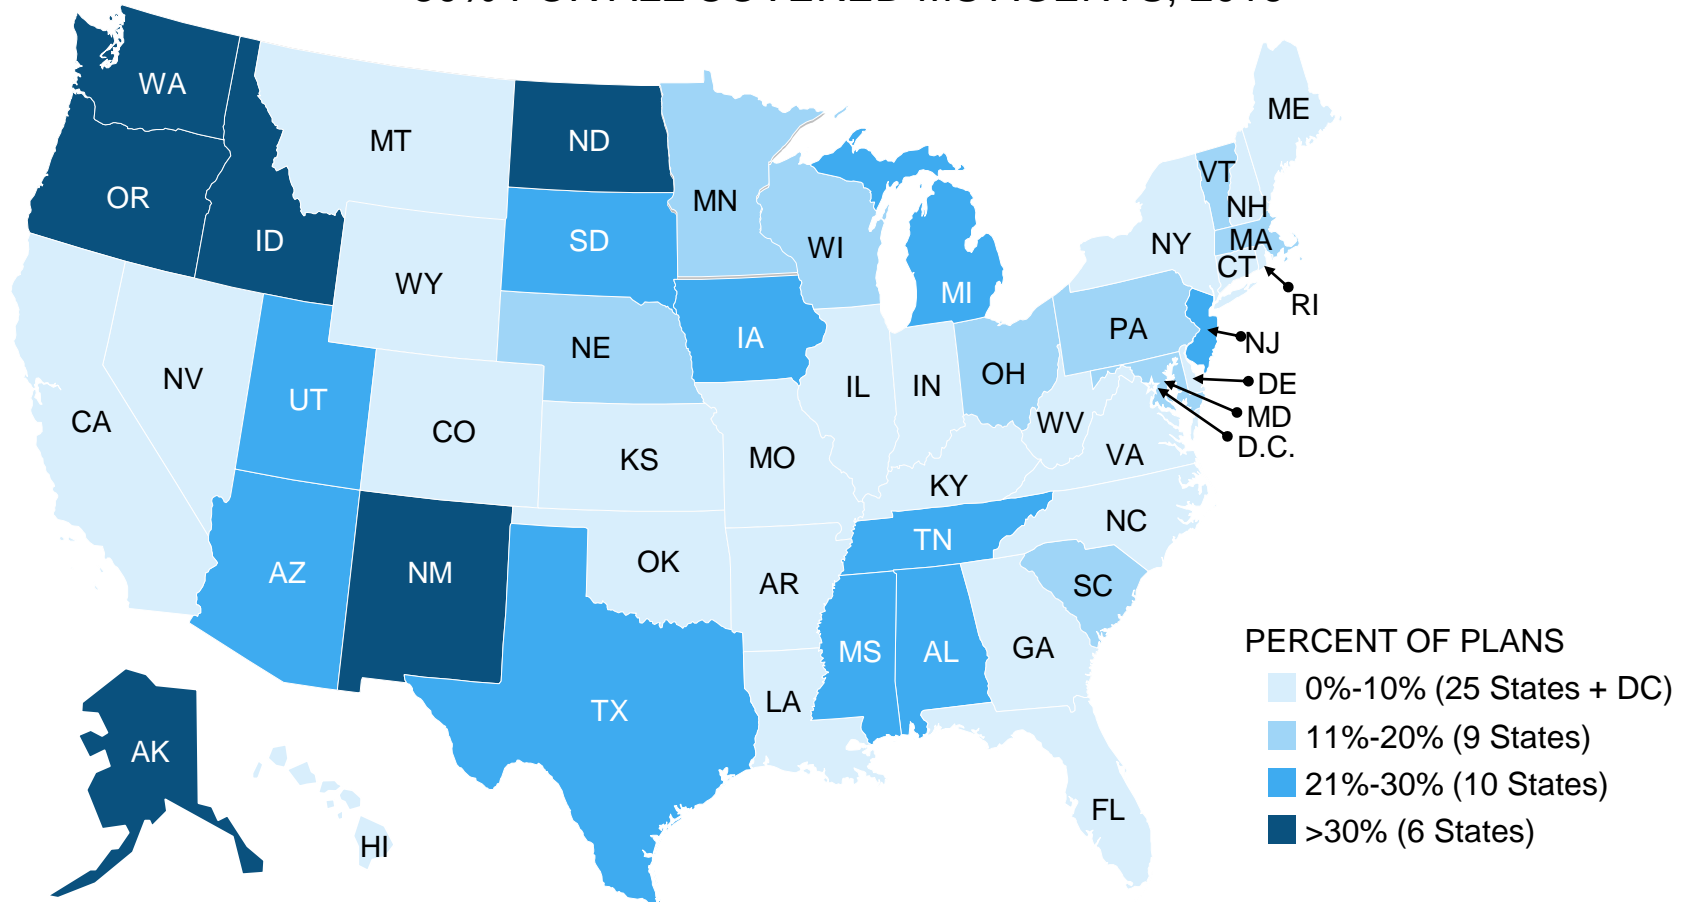 WA
MT
ND
ME
OR
MN
VT
NH
ID
SD
WI
NY
MA
CT
WY
MI
RI
NE
IA
PA
NJ
NV
UT
IL
IN
OH
DE
CA
CO
WV
MD
D.C.
KS
MO
VA
KY
NC
AZ
NM
OK
AR
TN
SC
MS
AL
GA
TX
LA
AK
HI
FL
PERCENT OF PLANS
0%-10% (25 States + DC)
11%-20% (9 States)
21%-30% (10 States)
>30% (6 States)